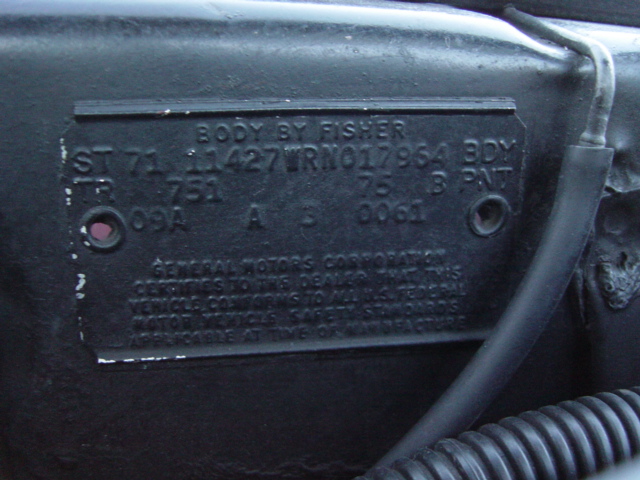 BODY BY FISHER
ST 71 11427WRN017964 BDY
TR 751 75 B PNT
09A A B 0061
GENERAL MOTORS CORPORATION
CERTIFIES TO THE DEALER THAT THIS
VEHICLE CONFORMS TO ALL U.S. FEDERAL
MOTOR VEHICLE SAFETY STANDARDS
APPLICABLE AT TIME OF MANUFACTURE